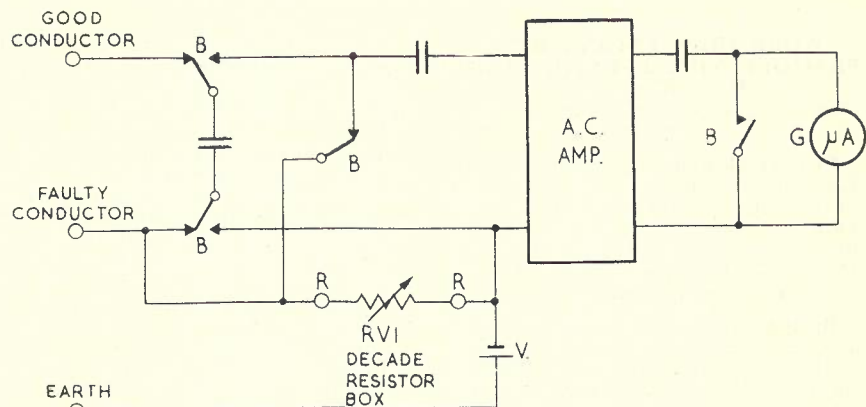 GOOD
CONDUCTOR
B
B
A.C.
AMP.
B
G μA
FAULTY
CONDUCTOR
B
R
R
RV1
DECADE
RESISTOR
BOX
V.
EARTH